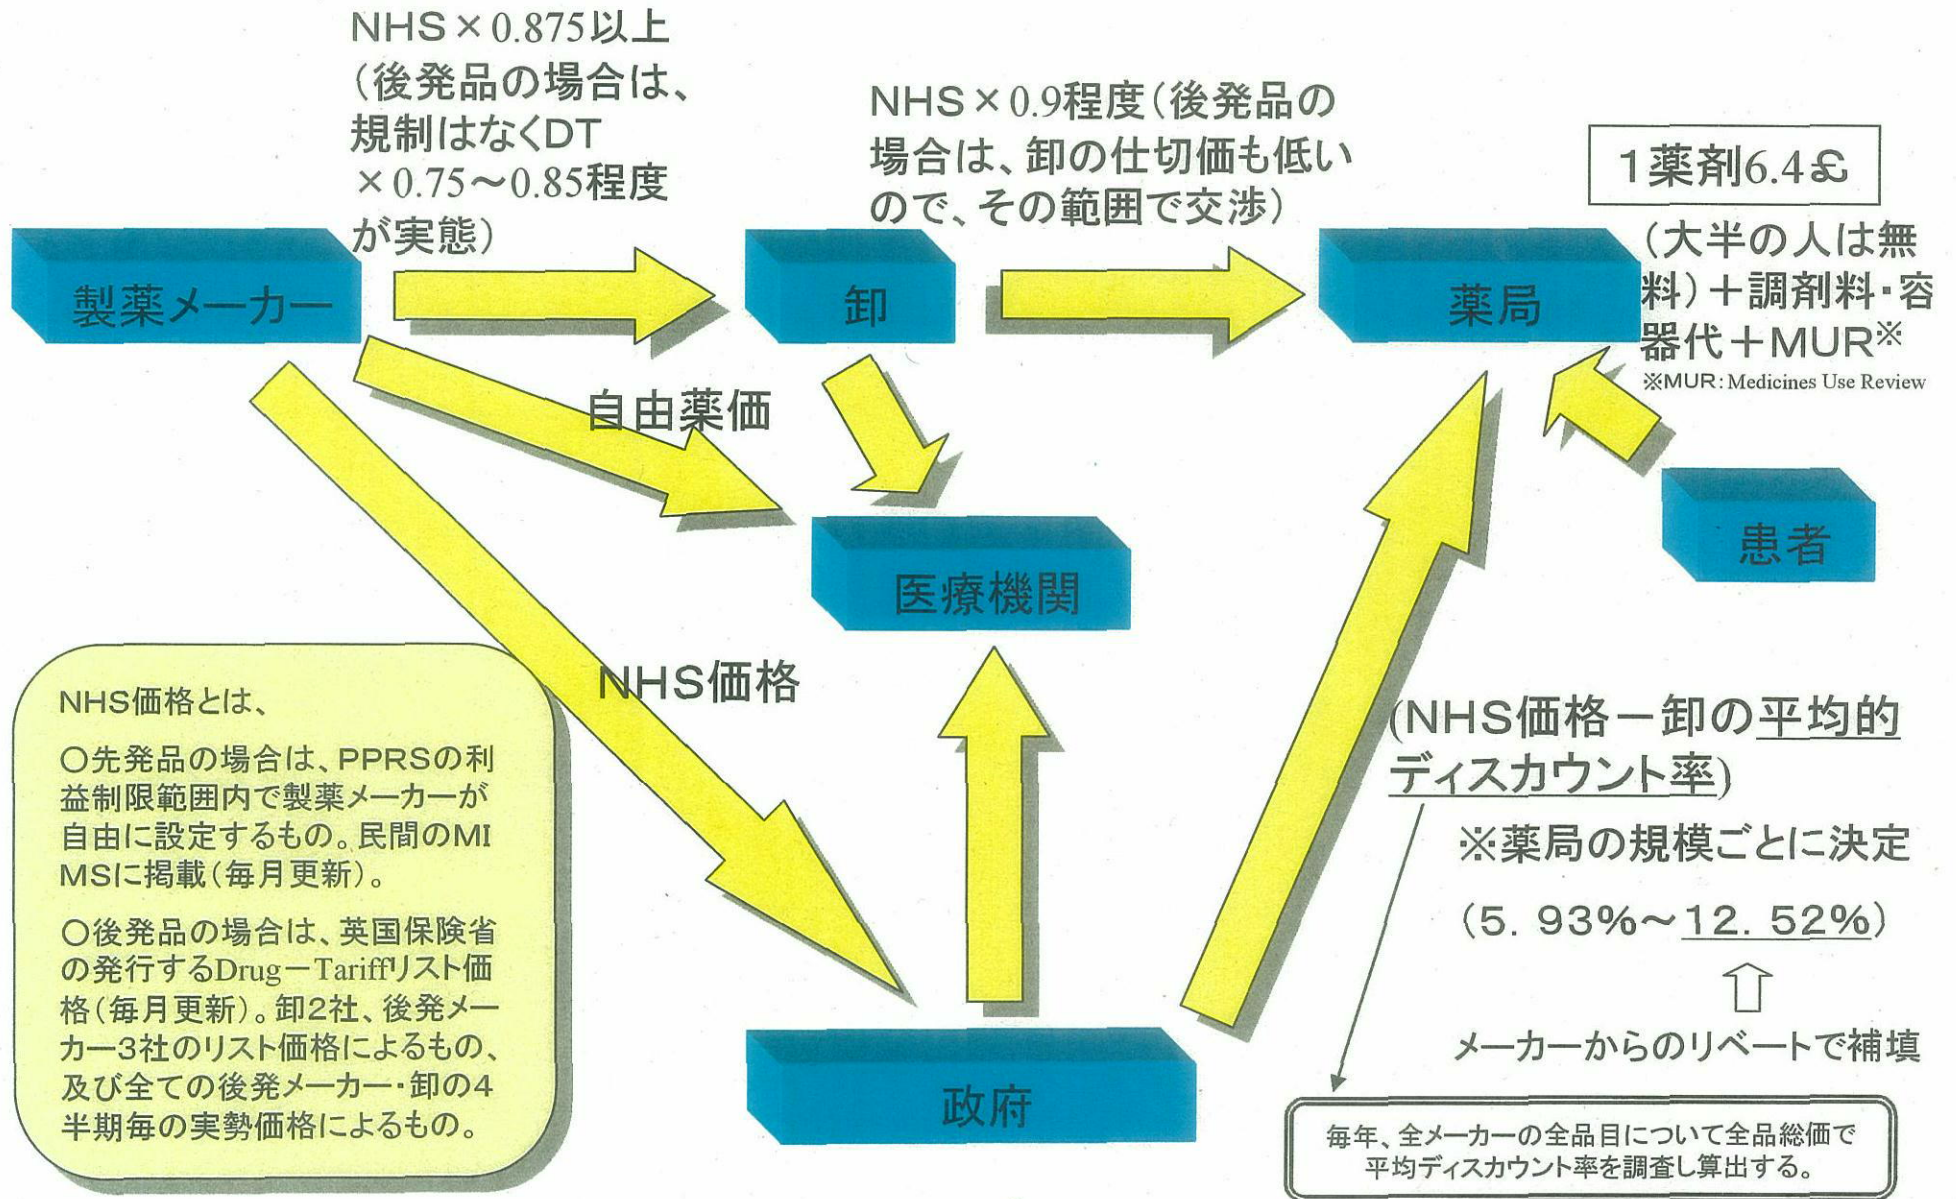 NHS×0.875以上
（後発品の場合は、
規制はなくDT
×0.75～0.85程度
が実態）
NHS×0.9程度（後発品の
場合は、卸の仕切価も低い
ので、その範囲で交渉）
1薬剤6.4£
（大半の人は無
料）＋調剤料・容
器代＋MUR※
※MUR：Medicines Use Review
製薬メーカー
卸
薬局
自由薬価
患者
医療機関
NHS価格
NHS価格とは、
○先発品の場合は、PPRSの利
益制限範囲内で製薬メーカーが
自由に設定するもの。民間のMI
MSに掲載（毎月更新）。
○後発品の場合は、英国保険省
の発行するDrug－Tariffリスト価
格（毎月更新）。卸2社、後発メー
カー3社のリスト価格によるもの、
及び全ての後発メーカー・卸の4
半期毎の実勢価格によるもの。
(NHS価格－卸の平均的
ディスカウント率)
※薬局の規模ごとに決定
（5．93%～12．52%）
メーカーからのリベートで補填
政府
毎年、全メーカーの全品目について全品総価で
平均ディスカウント率を調査し算出する。